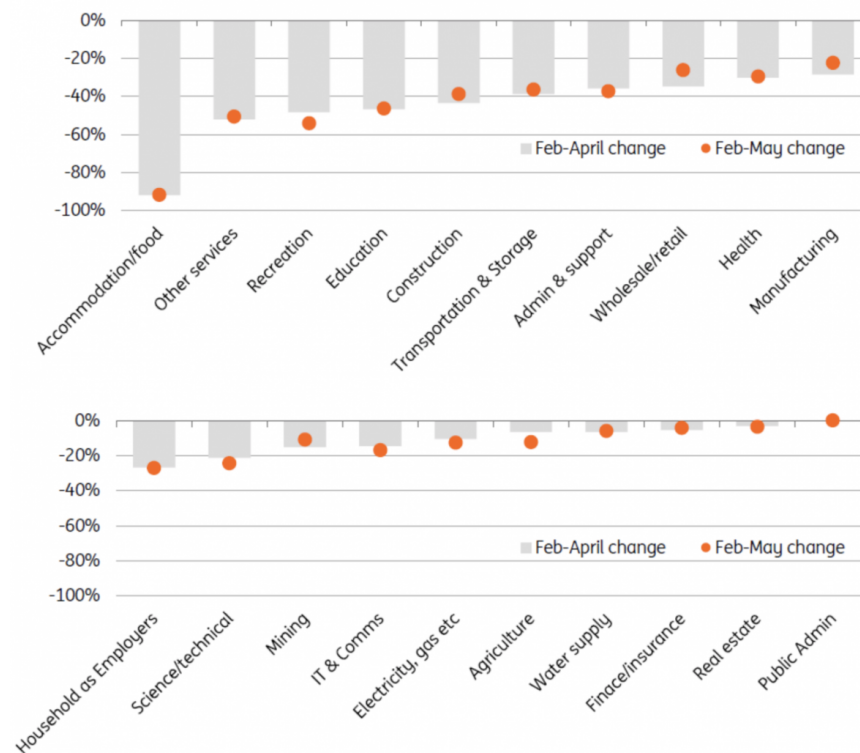 0%
-20%
-40%
-60%
-80%
-100%
Feb-April change
Feb-May change
Accommodation/food
Other services
Recreation
Education
Construction
Transportation & Storage
Admin & support
Wholesale/retail
Health
Manufacturing
0%
-20%
-40%
-60%
-80%
-100%
Feb-April change
Feb-May change
Household as Employers
Science/technical
Mining
IT & Comms
Electricity, gas etc
Agriculture
Water supply
Finace/insurance
Real estate
Public Admin